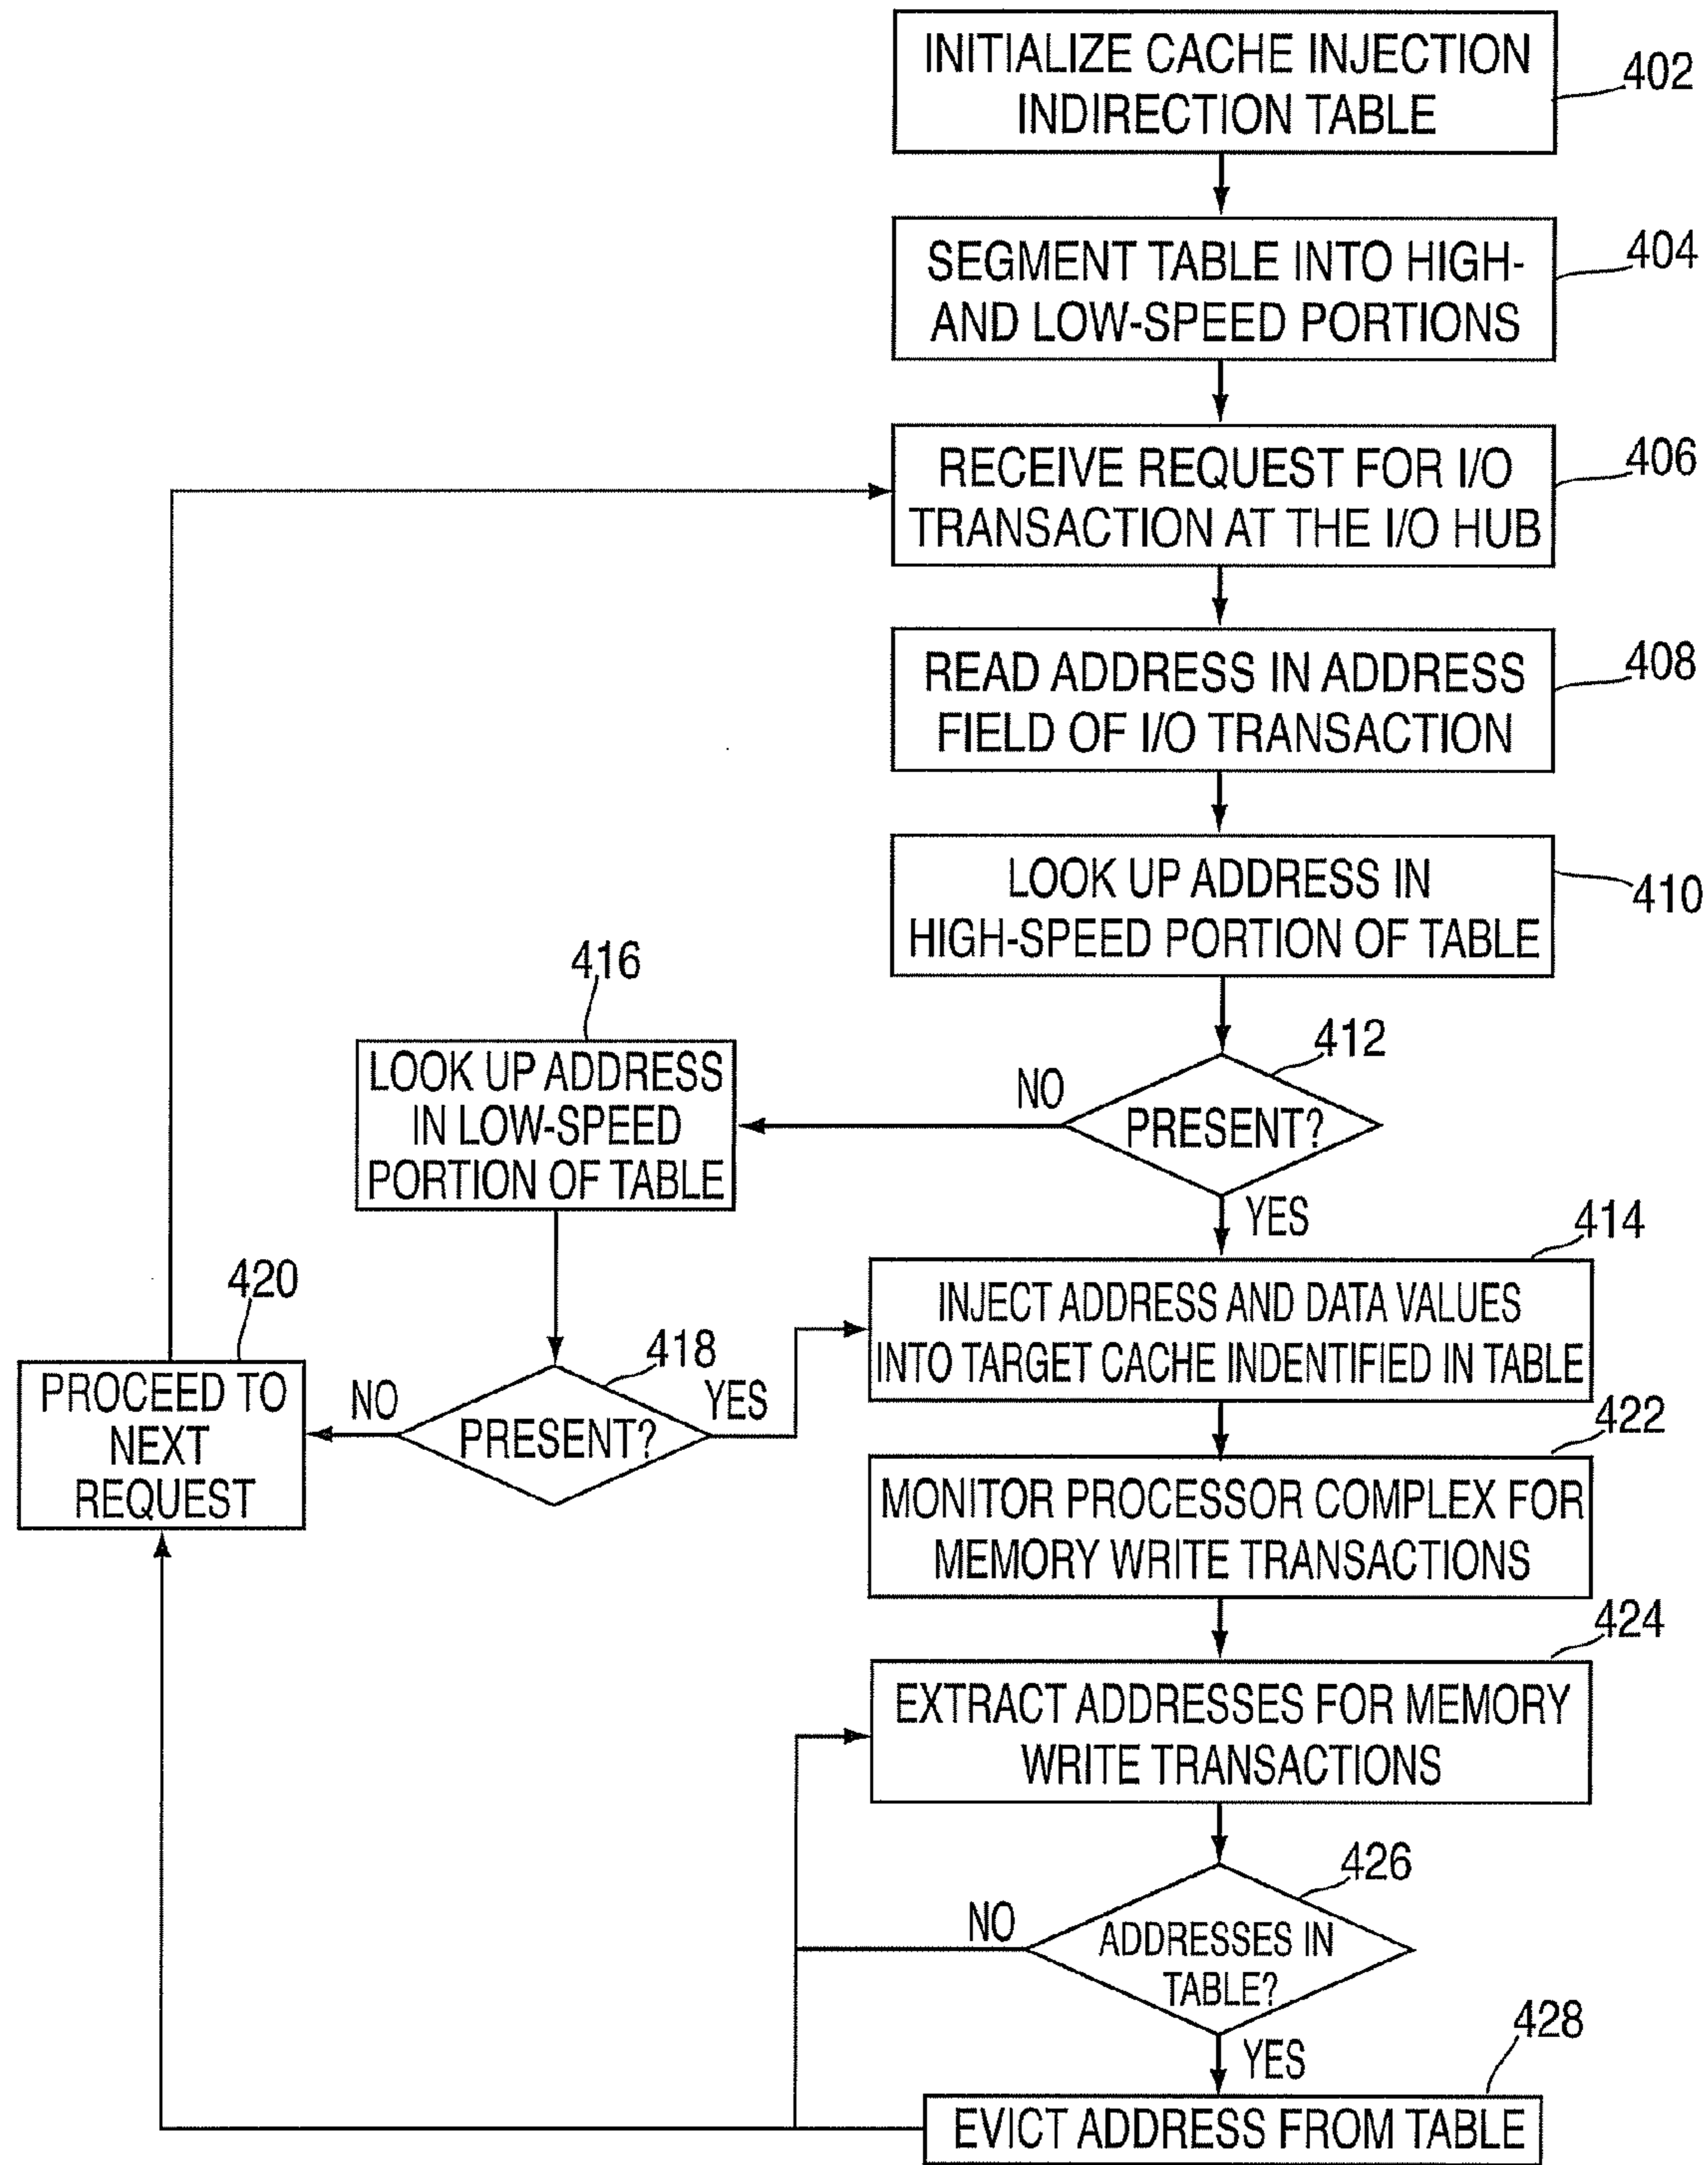 INITIALIZE CACHE INJECTION
INDIRECTION TABLE
402
SEGMENT TABLE INTO HIGH-
AND LOW-SPEED PORTIONS
404
RECEIVE REQUEST FOR I/O
TRANSACTION AT THE I/O HUB
406
READ ADDRESS IN ADDRESS
FIELD OF I/O TRANSACTION
408
LOOK UP ADDRESS IN
HIGH-SPEED PORTION OF TABLE
410
412
PRESENT?
NO
YES
416
LOOK UP ADDRESS
IN LOW-SPEED
PORTION OF TABLE
418
PRESENT?
NO
YES
420
PROCEED TO
NEXT
REQUEST
414
INJECT ADDRESS AND DATA VALUES
INTO TARGET CACHE INDENTIFIED IN TABLE
422
MONITOR PROCESSOR COMPLEX FOR
MEMORY WRITE TRANSACTIONS
424
EXTRACT ADDRESSES FOR MEMORY
WRITE TRANSACTIONS
426
ADDRESSES IN
TABLE?
NO
YES
428
EVICT ADDRESS FROM TABLE